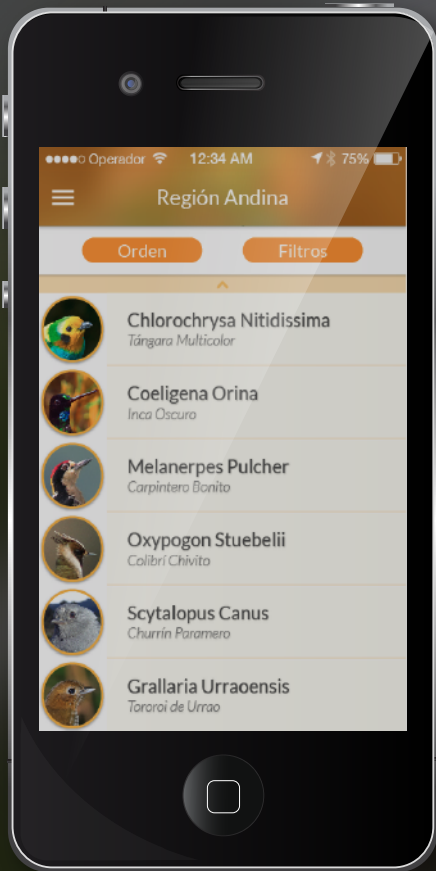 Operador 12:34 AM 75%
Región Andina
Orden Filtros
Chlorochrysa Nitidissima
Tángara Multicolor
Coeligena Orina
Inca Oscuro
Melanerpes Pulcher
Carpintero Bonito
Oxypogon Stuebelii
Colibrí Chivito
Scytalopus Canus
Churrín Paramero
Grallaria Urraoensis
Tororoi de Urrao